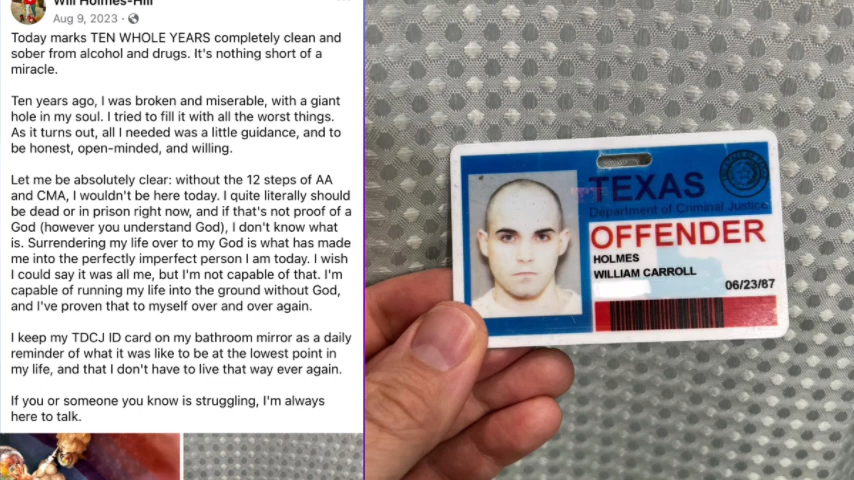 Will Holmes-Hill
Aug 9, 2023 ·
Today marks TEN WHOLE YEARS completely clean and
sober from alcohol and drugs. It's nothing short of a
miracle.
Ten years ago, I was broken and miserable, with a giant
hole in my soul. I tried to fill it with all the worst things.
As it turns out, all I needed was a little guidance, and to
be honest, open-minded, and willing.
Let me be absolutely clear: without the 12 steps of AA
and CMA, I wouldn't be here today. I quite literally should
be dead or in prison right now, and if that's not proof of a
God (however you understand God), I don't know what
is. Surrendering my life over to my God is what has made
me into the perfectly imperfect person I am today. I wish
I could say it was all me, but I'm not capable of that. I'm
capable of running my life into the ground without God,
and I've proven that to myself over and over again.
I keep my TDCJ ID card on my bathroom mirror as a daily
reminder of what it was like to be at the lowest point in
my life, and that I don't have to live that way ever again.
If you or someone you know is struggling, I'm always
here to talk.
TEXAS
Department of Criminal Justice
OFFENDER
HOLMES
WILLIAM CARROLL
06/23/87